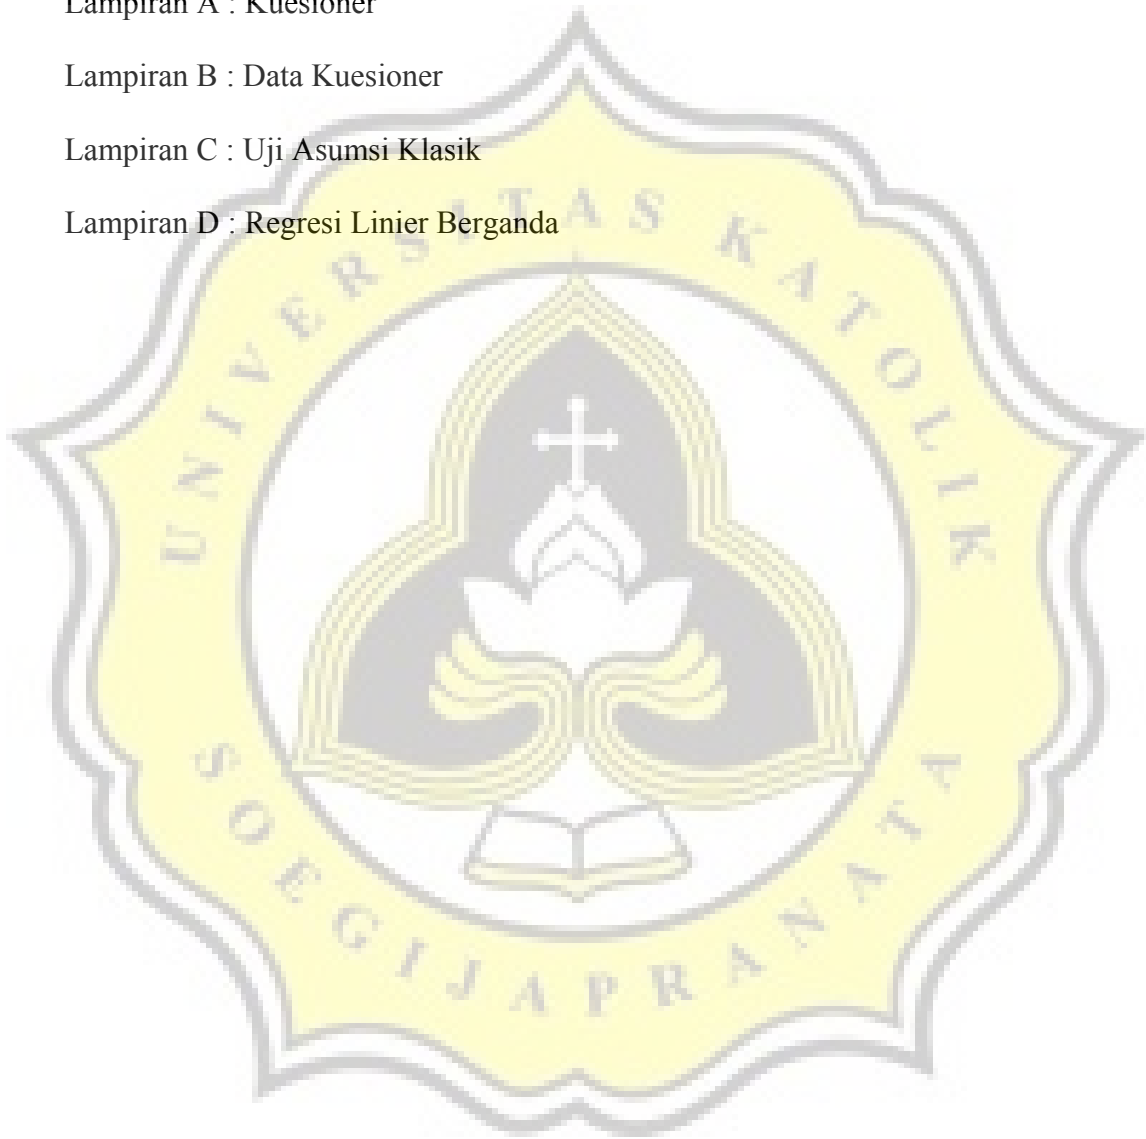 Lampiran A : Kuesioner
Lampiran B : Data Kuesioner
Lampiran C : Uji Asumsi Klasik
Lampiran D : Regresi Linier Berganda
UNIVERSITAS KATOLIK
SOEGIJAPRANATA